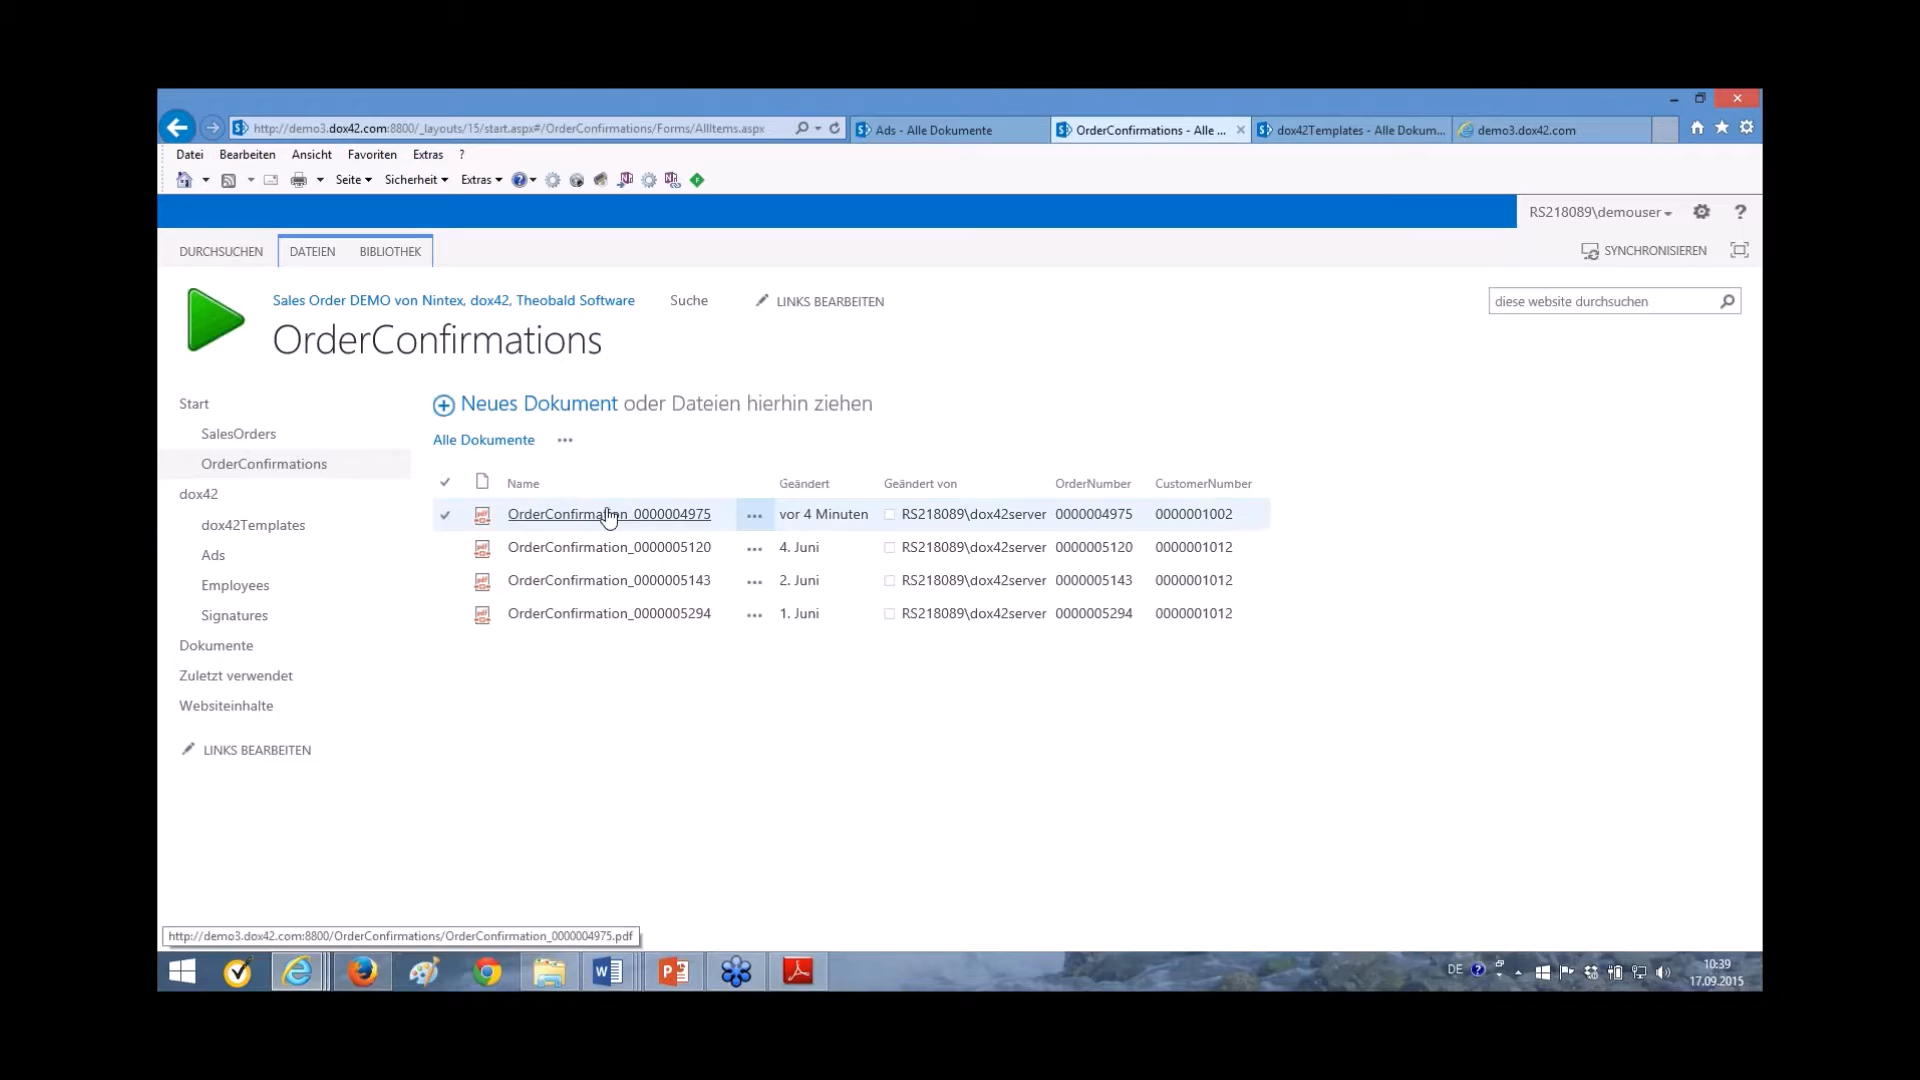 http://demo3.dox42.com:8800/_layouts/15/start.aspx#/OrderConfirmations/Forms/AllItems.aspx
Ads - Alle Dokumente
OrderConfirmations - Alle ...
dox42Templates - Alle Dokum...
demo3.dox42.com
Datei Bearbeiten Ansicht Favoriten Extras ?
Seite Sicherheit Extras
RS218089\demouser
?
DURCHSUCHEN DATEIEN BIBLIOTHEK
SYNCHRONISIEREN
Sales Order DEMO von Nintex, dox42, Theobald Software Suche LINKS BEARBEITEN
diese website durchsuchen
OrderConfirmations
Start
SalesOrders
OrderConfirmations
dox42
dox42Templates
Ads
Employees
Signatures
Dokumente
Zuletzt verwendet
Websiteinhalte
LINKS BEARBEITEN
Neues Dokument oder Dateien hierhin ziehen
Alle Dokumente ...
Name Geändert Geändert von OrderNumber CustomerNumber
OrderConfirmation_0000004975 ... vor 4 Minuten RS218089\dox42server 0000004975 0000001002
OrderConfirmation_0000005120 ... 4. Juni RS218089\dox42server 0000005120 0000001012
OrderConfirmation_0000005143 ... 2. Juni RS218089\dox42server 0000005143 0000001012
OrderConfirmation_0000005294 ... 1. Juni RS218089\dox42server 0000005294 0000001012
http://demo3.dox42.com:8800/OrderConfirmations/OrderConfirmation_0000004975.pdf
DE
10:39
17.09.2015